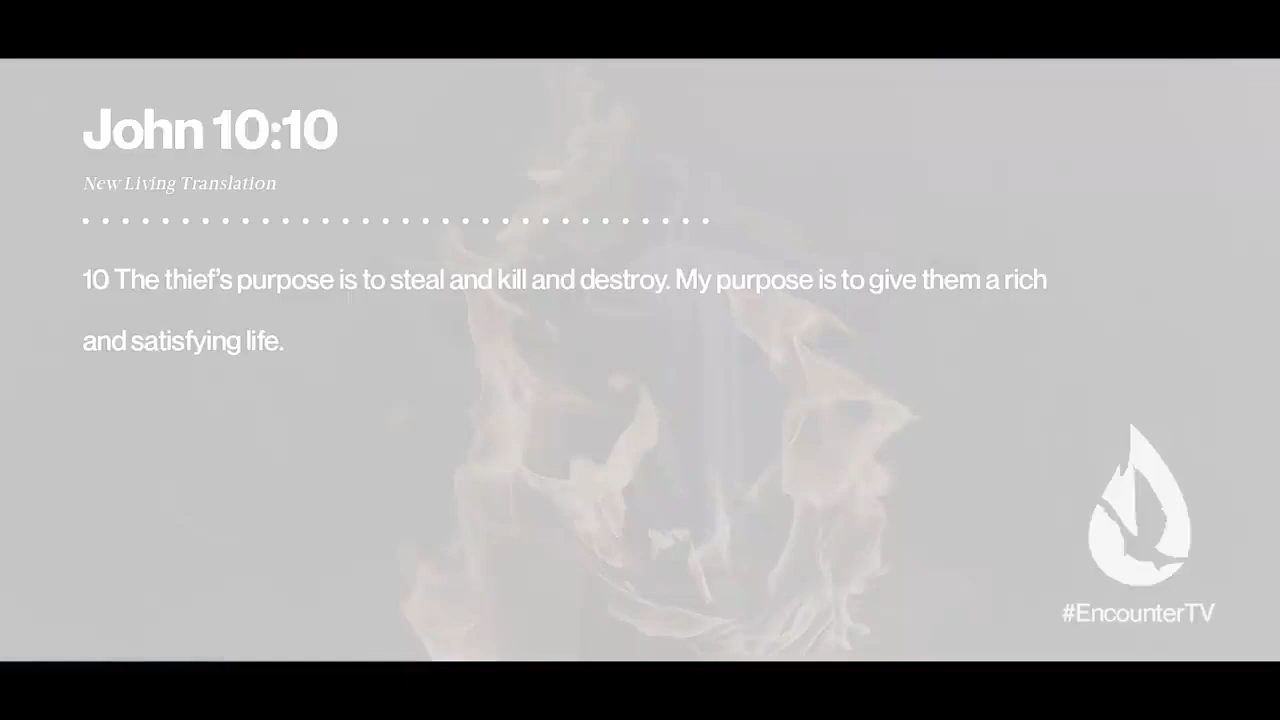 John 10:10
New Living Translation
10 The thief’s purpose is to steal and kill and destroy. My purpose is to give them a rich
and satisfying life.
#EncounterTV